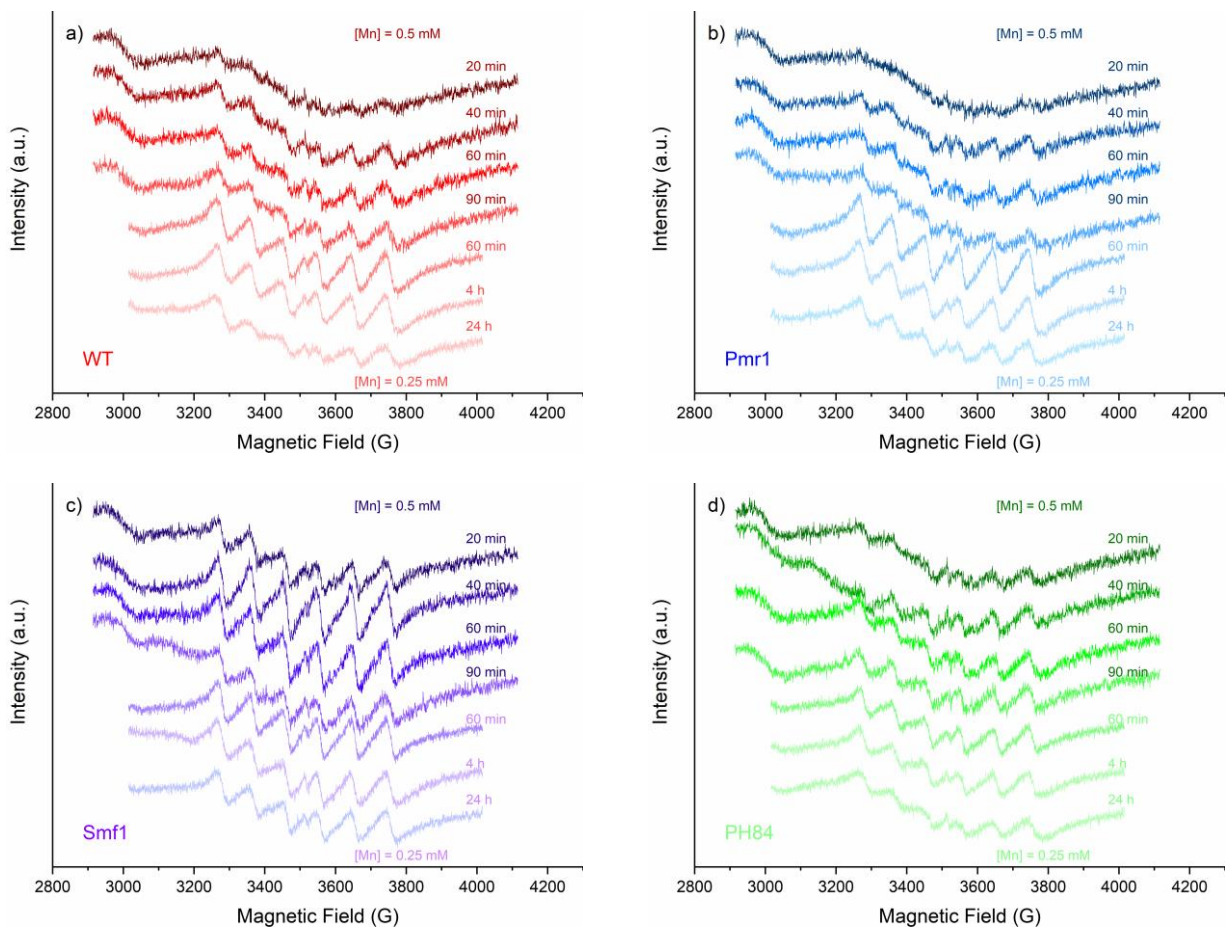 a)
[Mn] = 0.5 mM
20 min
40 min
60 min
90 min
60 min
4 h
24 h
[Mn] = 0.25 mM
WT
Intensity (a.u.)
2800 3000 3200 3400 3600 3800 4000 4200
Magnetic Field (G)
b)
[Mn] = 0.5 mM
20 min
40 min
60 min
90 min
60 min
4 h
24 h
[Mn] = 0.25 mM
Pmr1
Intensity (a.u.)
2800 3000 3200 3400 3600 3800 4000 4200
Magnetic Field (G)
c)
[Mn] = 0.5 mM
20 min
40 min
60 min
90 min
60 min
4 h
24 h
[Mn] = 0.25 mM
Smf1
Intensity (a.u.)
2800 3000 3200 3400 3600 3800 4000 4200
Magnetic Field (G)
d)
[Mn] = 0.5 mM
20 min
40 min
60 min
90 min
60 min
4 h
24 h
[Mn] = 0.25 mM
PH84
Intensity (a.u.)
2800 3000 3200 3400 3600 3800 4000 4200
Magnetic Field (G)